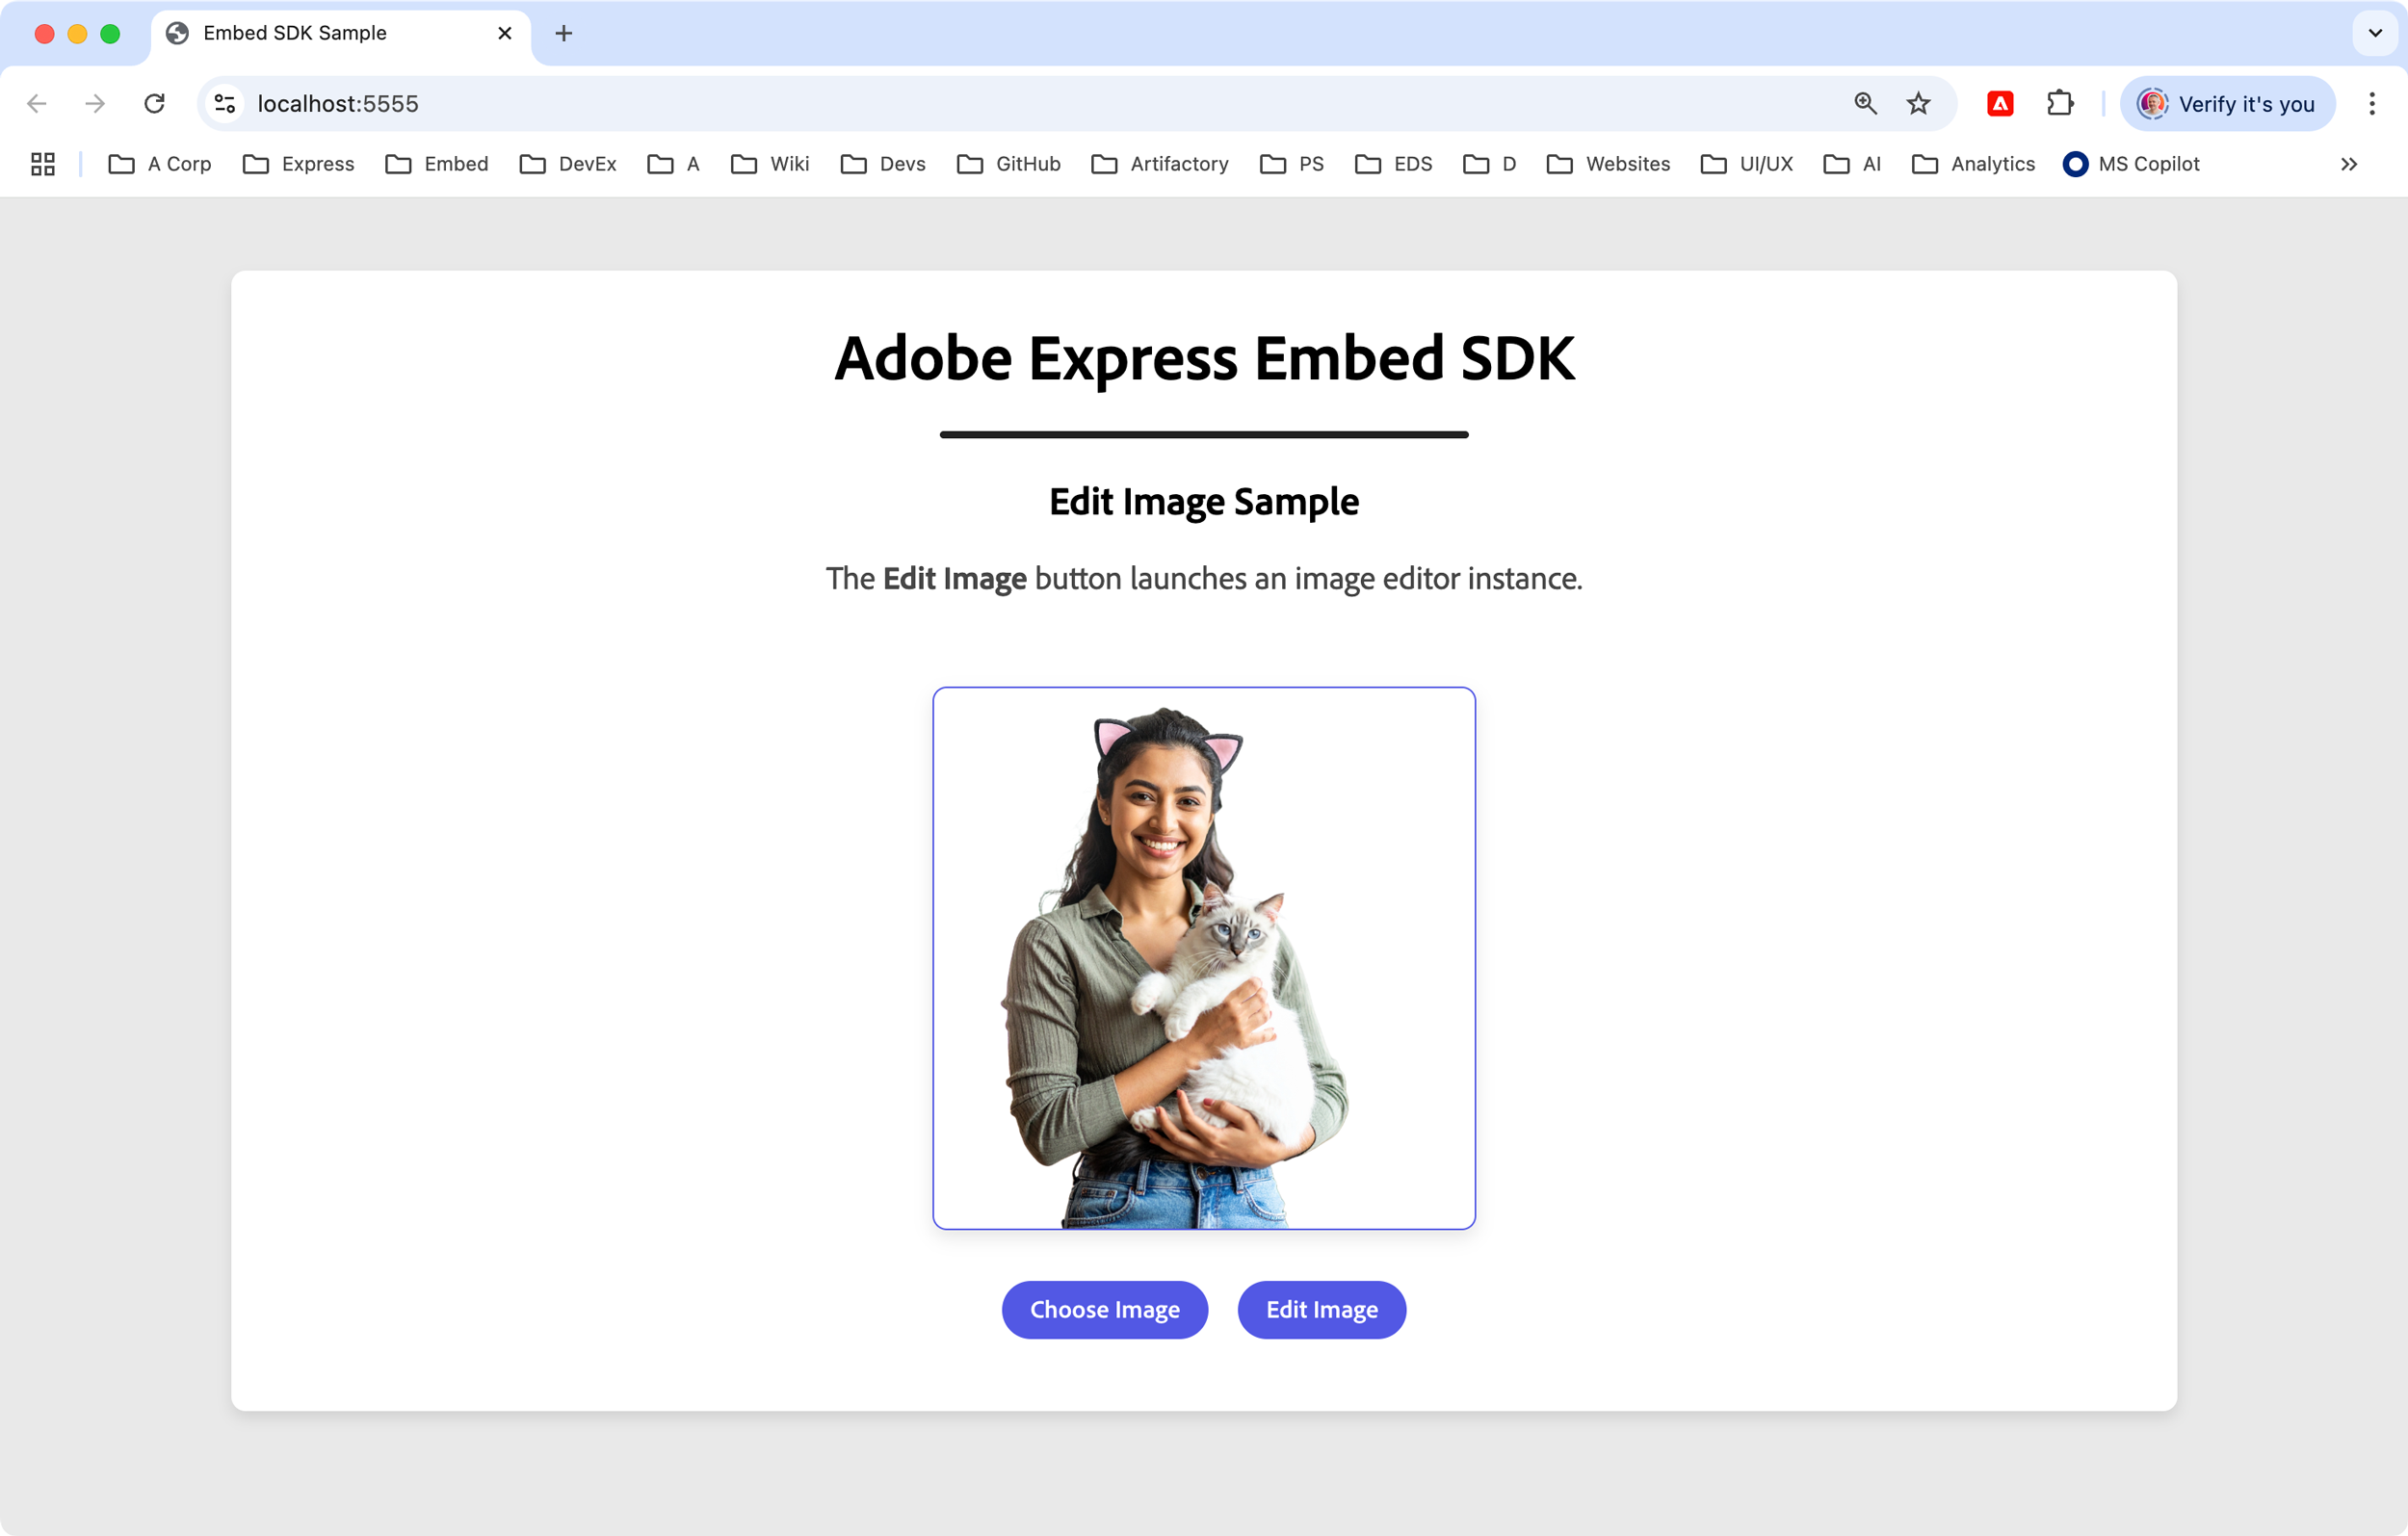 Embed SDK Sample
localhost:5555
Verify it's you
A Corp Express Embed DevEx A Wiki Devs GitHub Artifactory PS EDS D Websites UI/UX AI Analytics MS Copilot
Adobe Express Embed SDK
Edit Image Sample
The Edit Image button launches an image editor instance.
Choose Image Edit Image